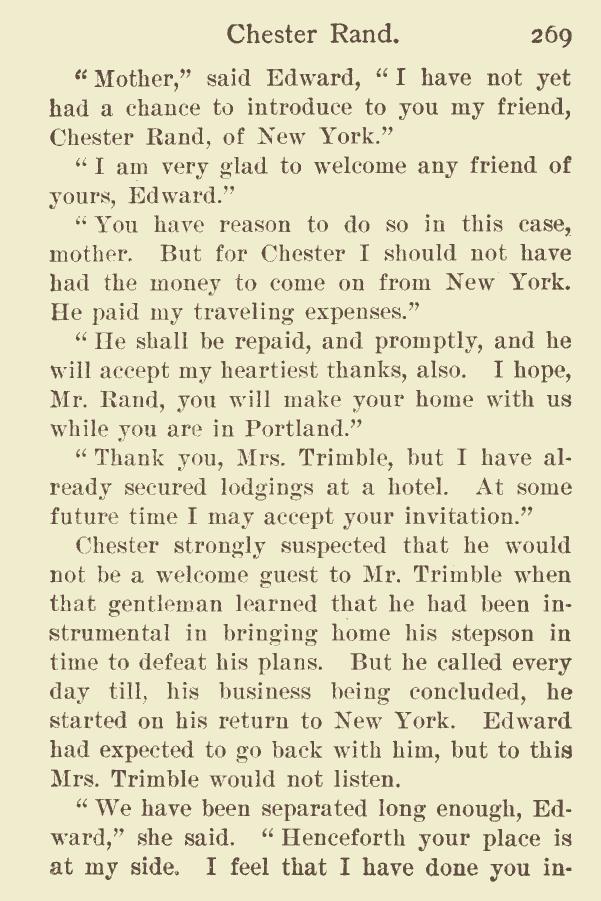 Chester Rand. 269
“ Mother,” said Edward, “ I have not yet
had a chance to introduce to you my friend,
Chester Rand, of New York.”
“ I am very glad to welcome any friend of
yours, Edward.”
“ You have reason to do so in this case,
mother. But for Chester I should not have
had the money to come on from New York.
He paid my traveling expenses.”
“ He shall be repaid, and promptly, and he
will accept my heartiest thanks, also. I hope,
Mr. Rand, you will make your home with us
while you are in Portland.”
“ Thank you, Mrs. Trimble, but I have al-
ready secured lodgings at a hotel. At some
future time I may accept your invitation.”
Chester strongly suspected that he would
not be a welcome guest to Mr. Trimble when
that gentleman learned that he had been in-
strumental in bringing home his stepson in
time to defeat his plans. But he called every
day till, his business being concluded, he
started on his return to New York. Edward
had expected to go back with him, but to this
Mrs. Trimble would not listen.
“ We have been separated long enough, Ed-
ward,” she said. “ Henceforth your place is
at my side. I feel that I have done you in-